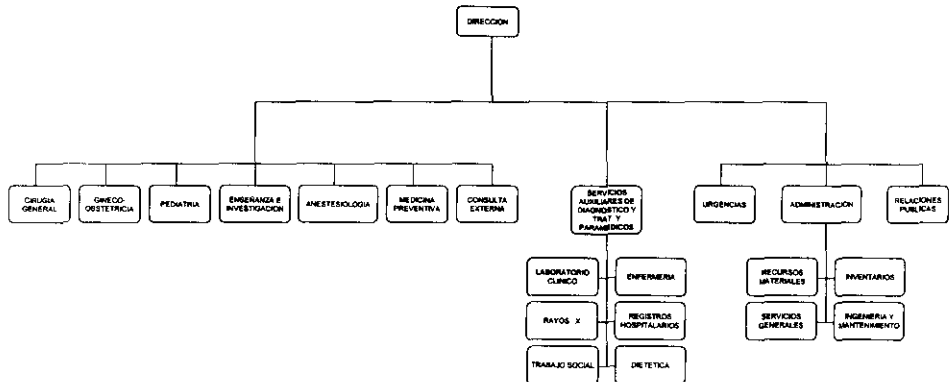 DIRECCION
CIRUGIA
GENERAL
GINECO-
OBSTETRICIA
PEDIATRIA
ENSEÑANZA E
INVESTIGACION
ANESTESIOLOGIA
MEDICINA
PREVENTIVA
CONSULTA
EXTERNA
SERVICIOS
AUXILIARES DE
DIAGNOSTICO Y
TRAT. Y
PARAMÉDICOS
URGENCIAS
ADMINISTRACION
RELACIONES
PUBLICAS
LABORATORIO
CLINICO
ENFERMERIA
RECURSOS
MATERIALES
INVENTARIOS
RAYOS X
REGISTROS
HOSPITALARIOS
SERVICIOS
GENERALES
INGENIERIA Y
MANTENIMIENTO
TRABAJO SOCIAL
DIETETICA